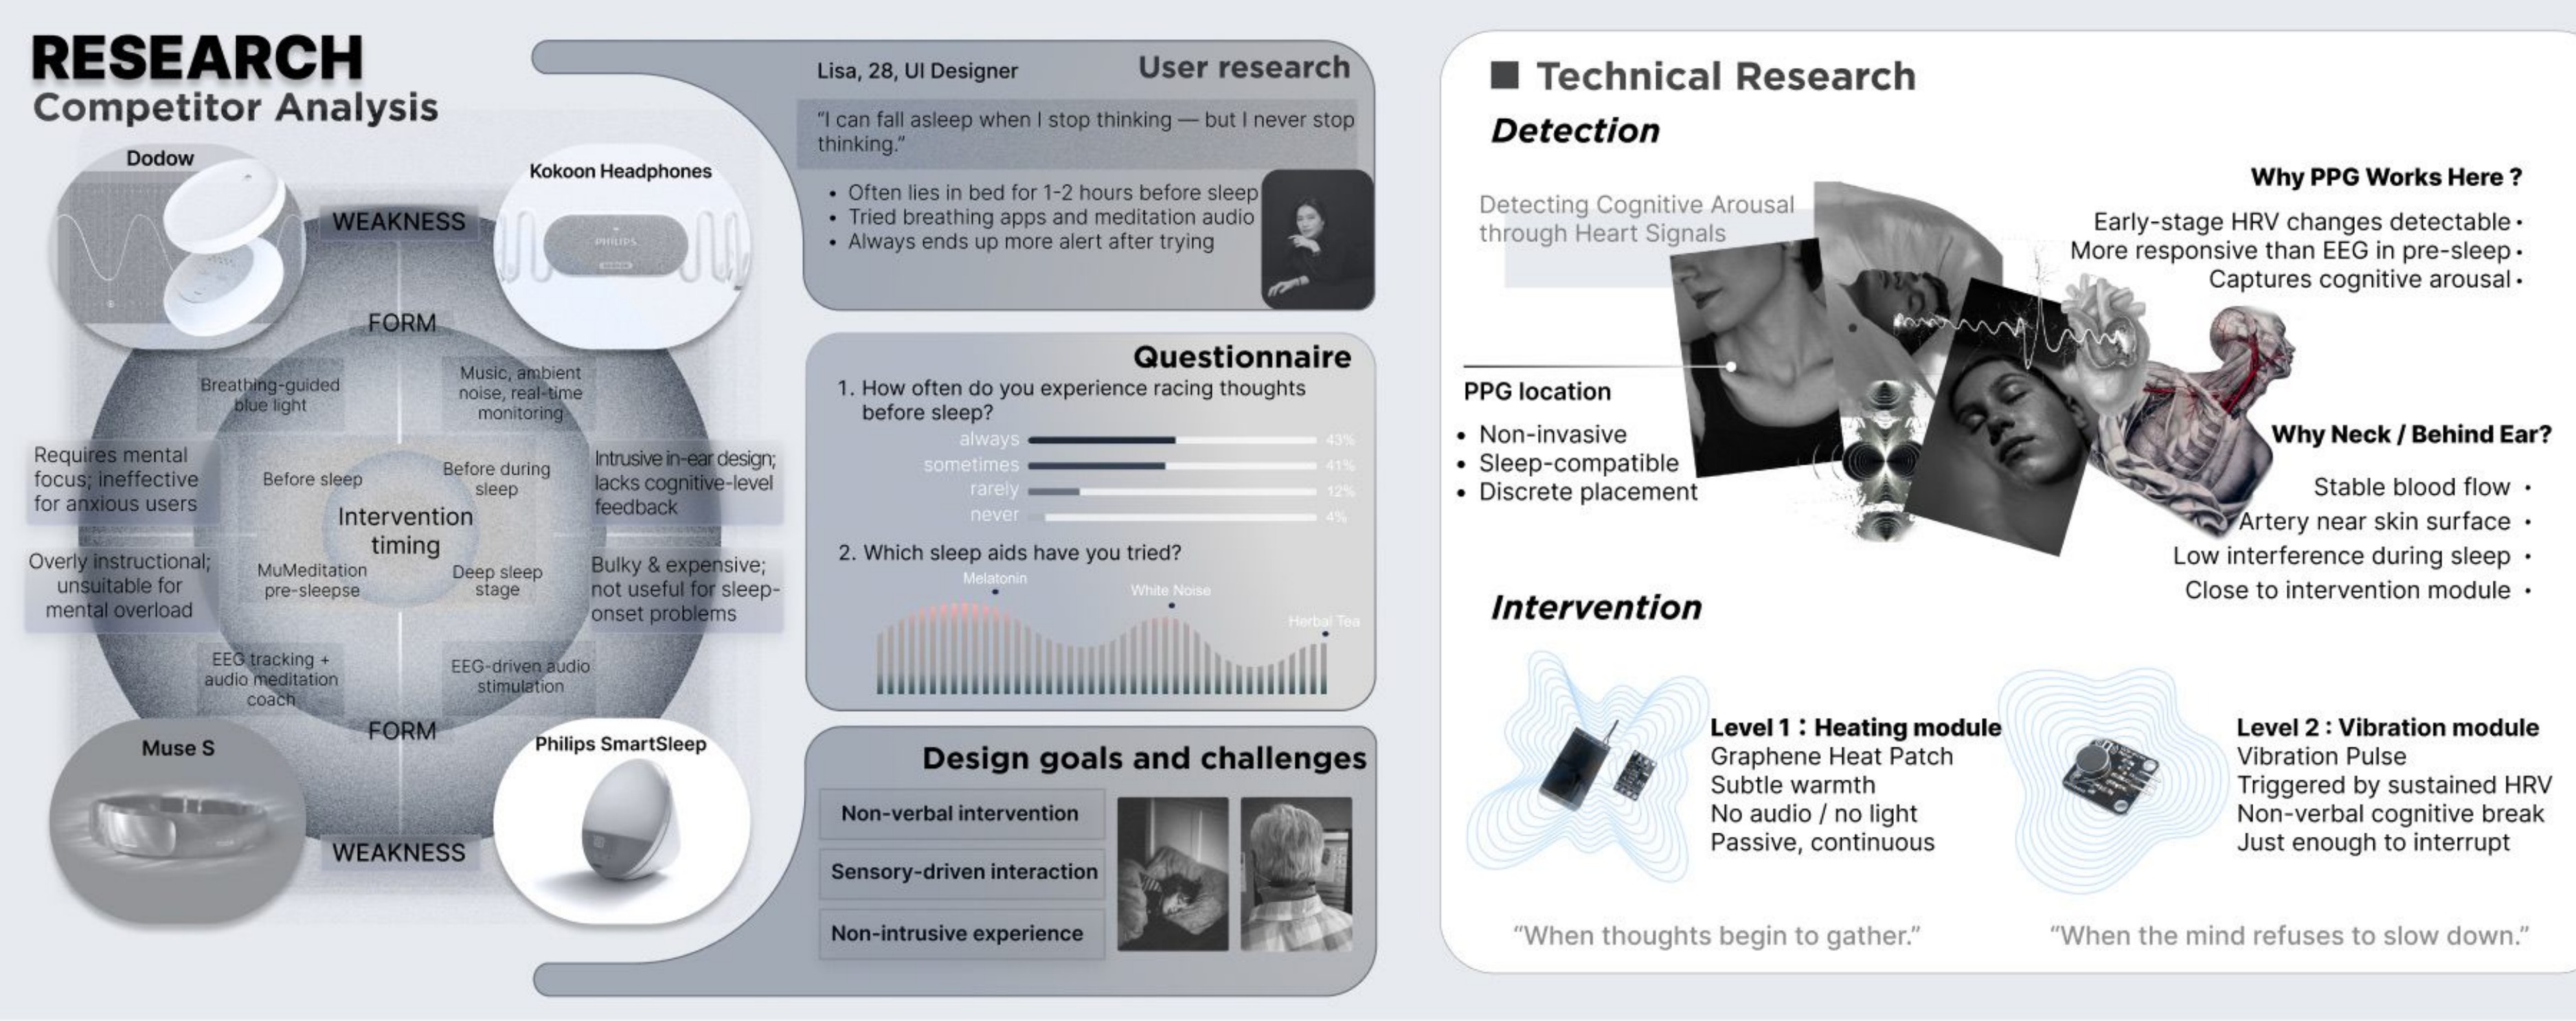 RESEARCH
Competitor Analysis
Dodow
Kokoon Headphones
PHILIPS
WEAKNESS
FORM
Breathing-guided
blue light
Music, ambient
noise, real-time
monitoring
Requires mental
focus; ineffective
for anxious users
Before sleep
Before during
sleep
Intrusive in-ear design;
lacks cognitive-level
feedback
Intervention
timing
Overly instructional;
unsuitable for
mental overload
MuMeditation
pre-sleepse
Deep sleep
stage
Bulky & expensive;
not useful for sleep-
onset problems
EEG tracking +
audio meditation
coach
EEG-driven audio
stimulation
FORM
Muse S
Philips SmartSleep
WEAKNESS
Lisa, 28, UI Designer
User research
“I can fall asleep when I stop thinking — but I never stop
thinking.”
• Often lies in bed for 1-2 hours before sleep
• Tried breathing apps and meditation audio
• Always ends up more alert after trying
Questionnaire
1. How often do you experience racing thoughts
before sleep?
always 43%
sometimes 41%
rarely 12%
never 4%
2. Which sleep aids have you tried?
Melatonin
White Noise
Herbal Tea
Design goals and challenges
Non-verbal intervention
Sensory-driven interaction
Non-intrusive experience
Technical Research
Detection
Detecting Cognitive Arousal
through Heart Signals
Why PPG Works Here ?
Early-stage HRV changes detectable •
More responsive than EEG in pre-sleep •
Captures cognitive arousal •
PPG location
• Non-invasive
• Sleep-compatible
• Discrete placement
Why Neck / Behind Ear?
Stable blood flow •
Artery near skin surface •
Low interference during sleep •
Close to intervention module •
Intervention
Level 1 : Heating module
Graphene Heat Patch
Subtle warmth
No audio / no light
Passive, continuous
Level 2 : Vibration module
Vibration Pulse
Triggered by sustained HRV
Non-verbal cognitive break
Just enough to interrupt
“When thoughts begin to gather.”
“When the mind refuses to slow down.”